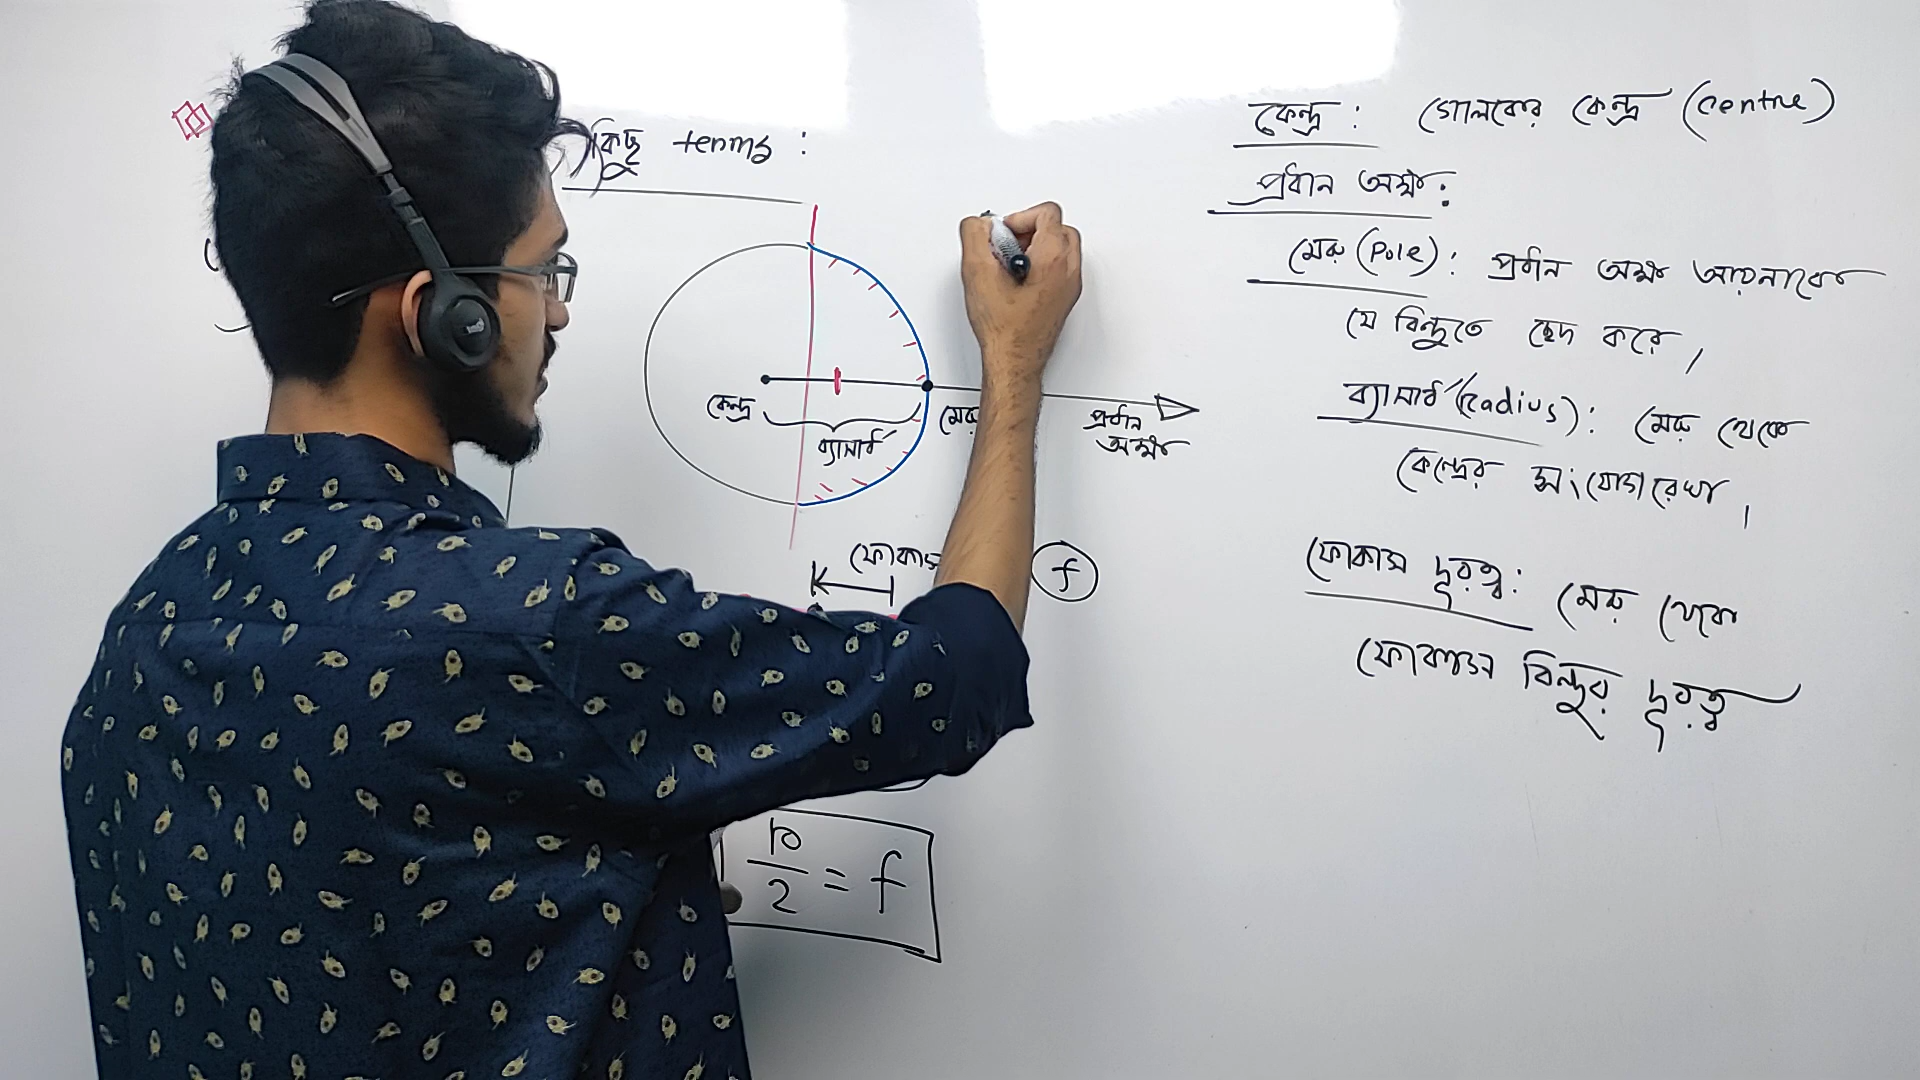 কিছু terms :
কেন্দ্র
ব্যাসার্ধ
মেরু
প্রধান
অক্ষ
ফোকাস
f
r
2 = f
কেন্দ্র : গোলকের কেন্দ্র (centre)
প্রধান অক্ষ :
মেরু (Pole) : প্রধান অক্ষ আয়নাকে
যে বিন্দুতে ছেদ করে,
ব্যাসার্ধ (radius) : মেরু থেকে
কেন্দ্রের সংযোগরেখা,
ফোকাস দূরত্ব : মেরু থেকে
ফোকাস বিন্দুর দূরত্ব